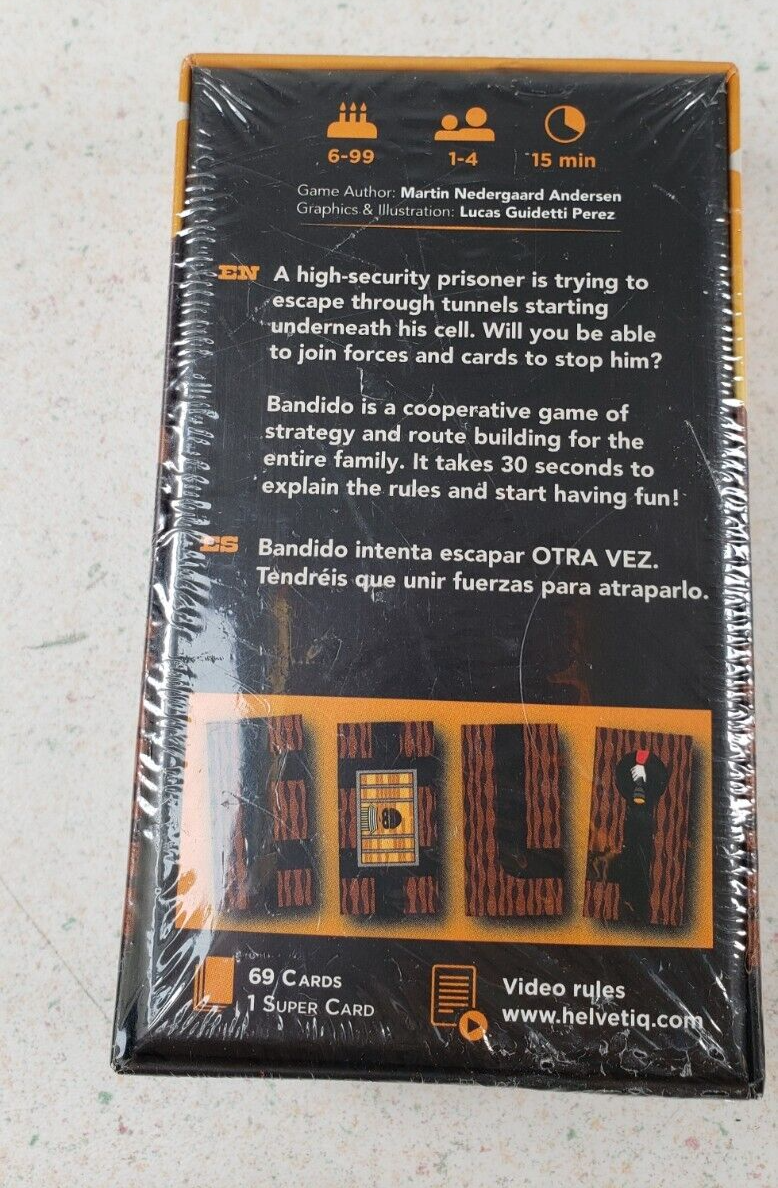 6-99
1-4
15 min
Game Author: Martin Nedergaard Andersen
Graphics & Illustration: Lucas Guidetti Perez
EN A high-security prisoner is trying to
escape through tunnels starting
underneath his cell. Will you be able
to join forces and cards to stop him?
Bandido is a cooperative game of
strategy and route building for the
entire family. It takes 30 seconds to
explain the rules and start having fun!
ES Bandido intenta escapar OTRA VEZ.
Tendréis que unir fuerzas para atraparlo.
69 CARDS
1 SUPER CARD
Video rules
www.helvetiq.com